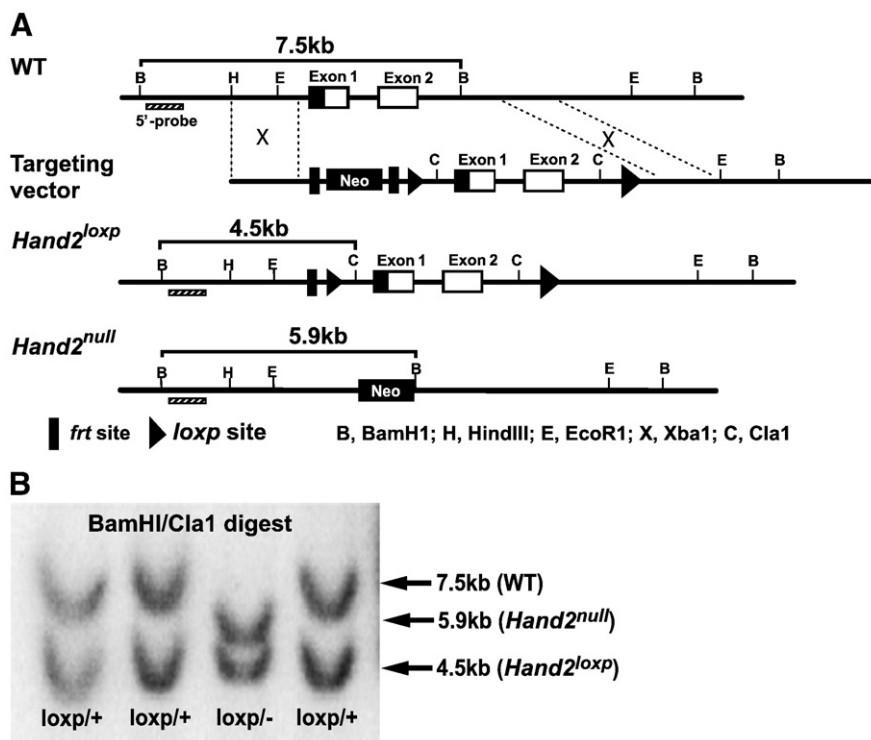 A
WT
7.5kb
B H E Exon 1 Exon 2 B E B
5'-probe
X X
Targeting vector
Neo C Exon 1 Exon 2 C E B
Hand2loxp
4.5kb
B H E C Exon 1 Exon 2 C E B
Hand2null
5.9kb
B H E Neo B E B
frt site loxp site B, BamH1; H, HindIII; E, EcoR1; X, Xba1; C, Cla1
B
BamHI/Cla1 digest
7.5kb (WT)
5.9kb (Hand2null)
4.5kb (Hand2loxp)
loxp/+ loxp/+ loxp/- loxp/+